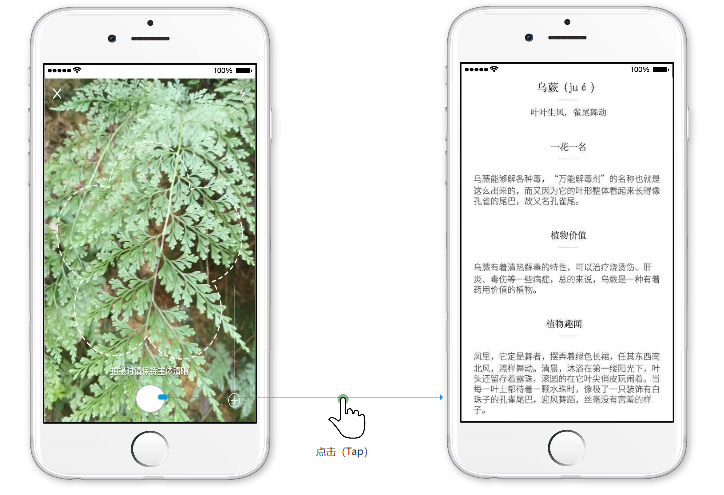 100%
拍摄时请保持主体清晰
点击（Tap）
100%
乌蕨（jué）
叶叶生风，雀尾舞动
一花一名
乌蕨能够解各种毒，“万能解毒剂”的名称也就是
这么出来的，而又因为它的叶形整体看起来长得像
孔雀的尾巴，故又名孔雀尾。
植物价值
乌蕨有着清热解毒的特性，可以治疗烧烫伤、肝
炎、毒伤等一些病症，总的来说，乌蕨是一种有着
药用价值的植物。
植物趣闻
风里，它定是舞者，摆弄着绿色长裙，任其东西南
北风，照样舞动。清晨，沐浴在第一缕阳光下，叶
头还留存着露珠，滚圆的在它叶尖俏皮玩闹着。当
每一叶上都待着一颗水珠时，像极了一只装饰有白
珠子的孔雀尾巴，迎风舞蹈，丝毫没有害羞的样
子。